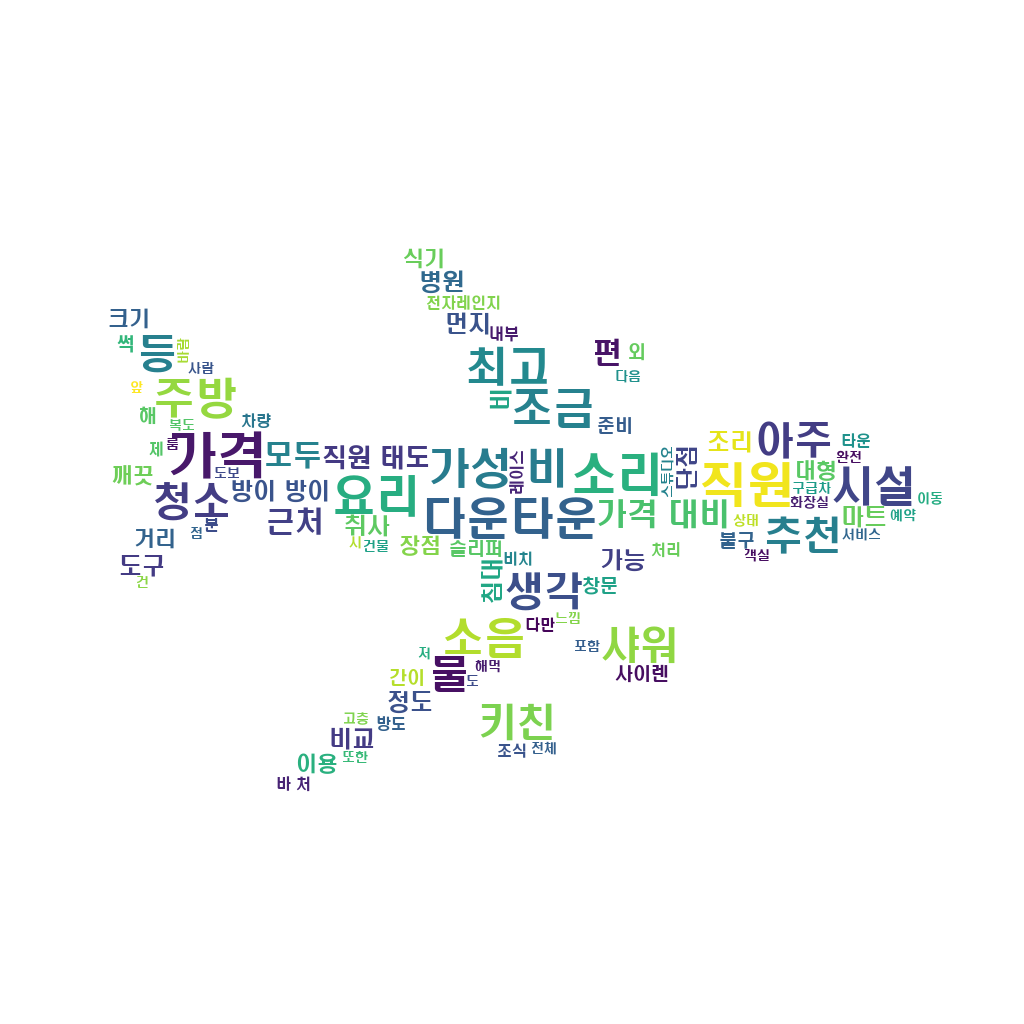 식기
병원
전자레인지
먼지
내부
크기
썩
등
바람
사람
최고
편
외
다음
앞
주방
해
복도
차량
비
조금
준비
제
룸
가격
모두
직원 태도
가성비
레이스
소리
스튜디오
단점
조리
아주
타운
완전
깨끗
도보
청소
방이 방이
요리
직원
대형
구급차
시설
화장실
이동
점
분
근처
취사
다운타운
가격 대비
상태
추천
마트
예약
서비스
거리
시
건물
장점
슬리퍼
비치
처리
불구
객실
도구
건
침대
생각
가능
창문
소음
다만
느낌
포함
샤워
사이렌
저
물
해먹
도
간이
정도
고층
방도
키친
비교
또한
이용
조식
전체
바 처